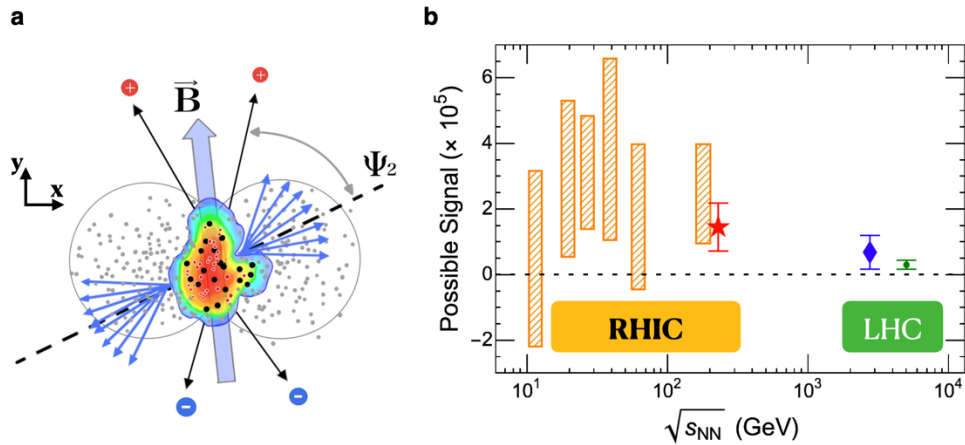 a
+
+
B
y
x
Ψ2
−
−
b
Possible Signal (× 10⁵)
6
4
2
0
−2
RHIC
LHC
10¹
10²
10³
10⁴
√sNN (GeV)